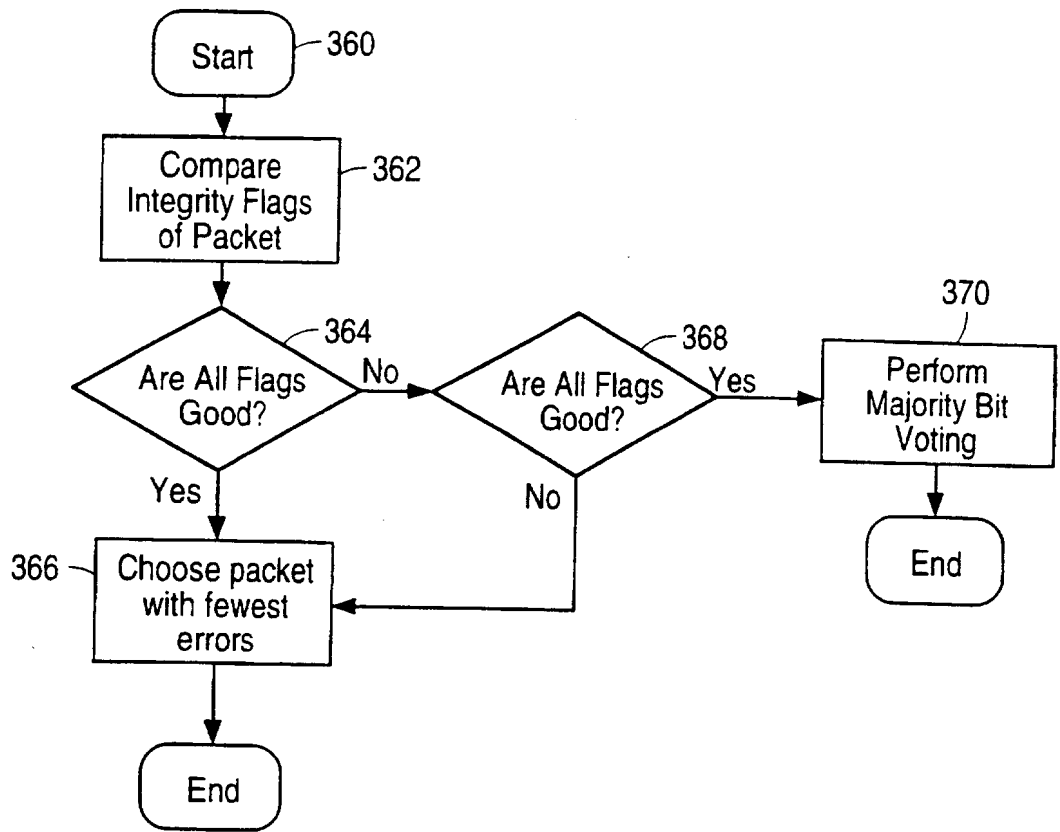 Start
360
Compare
Integrity Flags
of Packet
362
364
Are All Flags
Good?
No
Yes
368
Are All Flags
Good?
Yes
No
370
Perform
Majority Bit
Voting
End
366
Choose packet
with fewest
errors
End